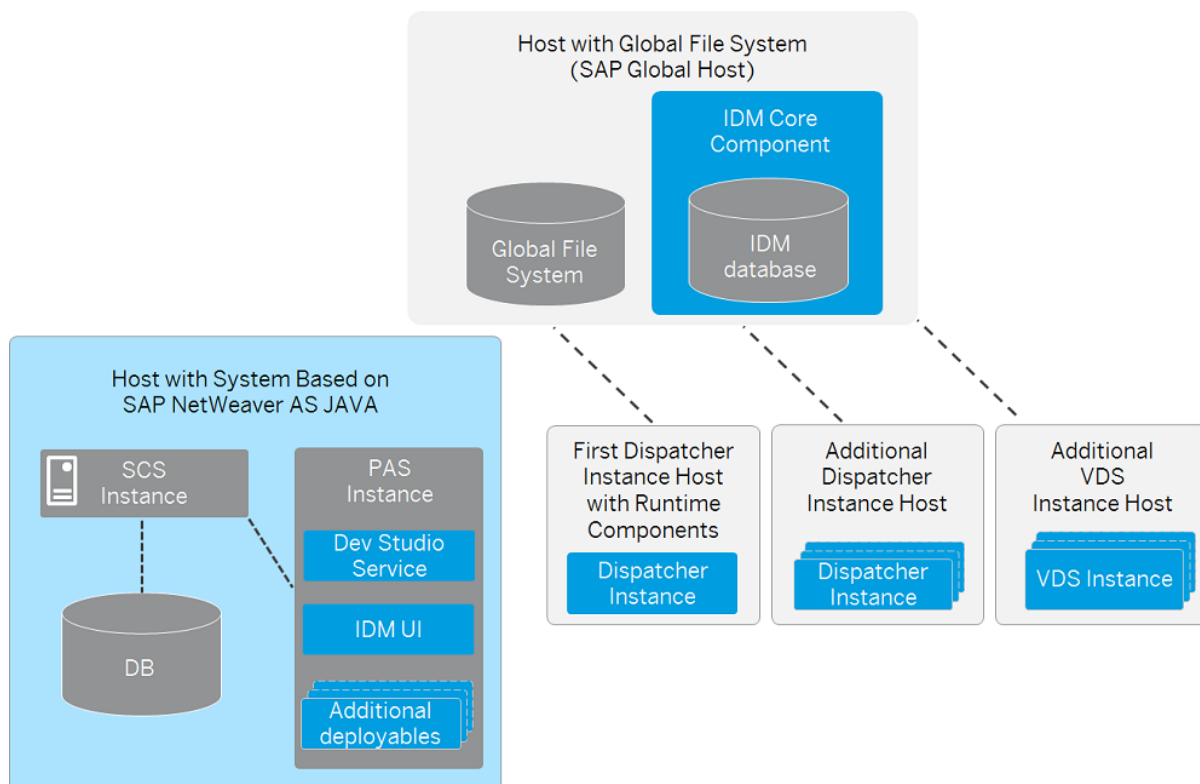 Host with Global File System
(SAP Global Host)
IDM Core
Component
Global File
System
IDM
database
Host with System Based on
SAP NetWeaver AS JAVA
SCS
Instance
PAS
Instance
Dev Studio
Service
IDM UI
Additional
deployables
DB
First Dispatcher
Instance Host
with Runtime
Components
Dispatcher
Instance
Additional
Dispatcher
Instance Host
Dispatcher
Instance
Additional
VDS
Instance Host
VDS Instance